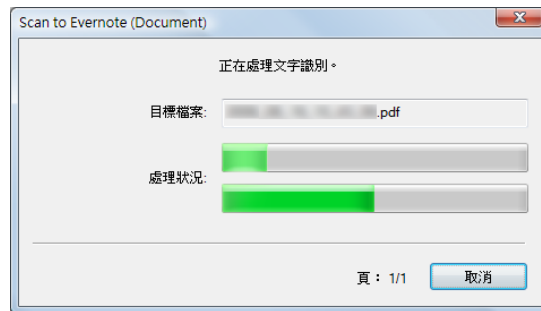 Scan to Evernote (Document)
正在處理文字識別。
目標檔案:
.pdf
處理狀況:
頁：1/1
取消